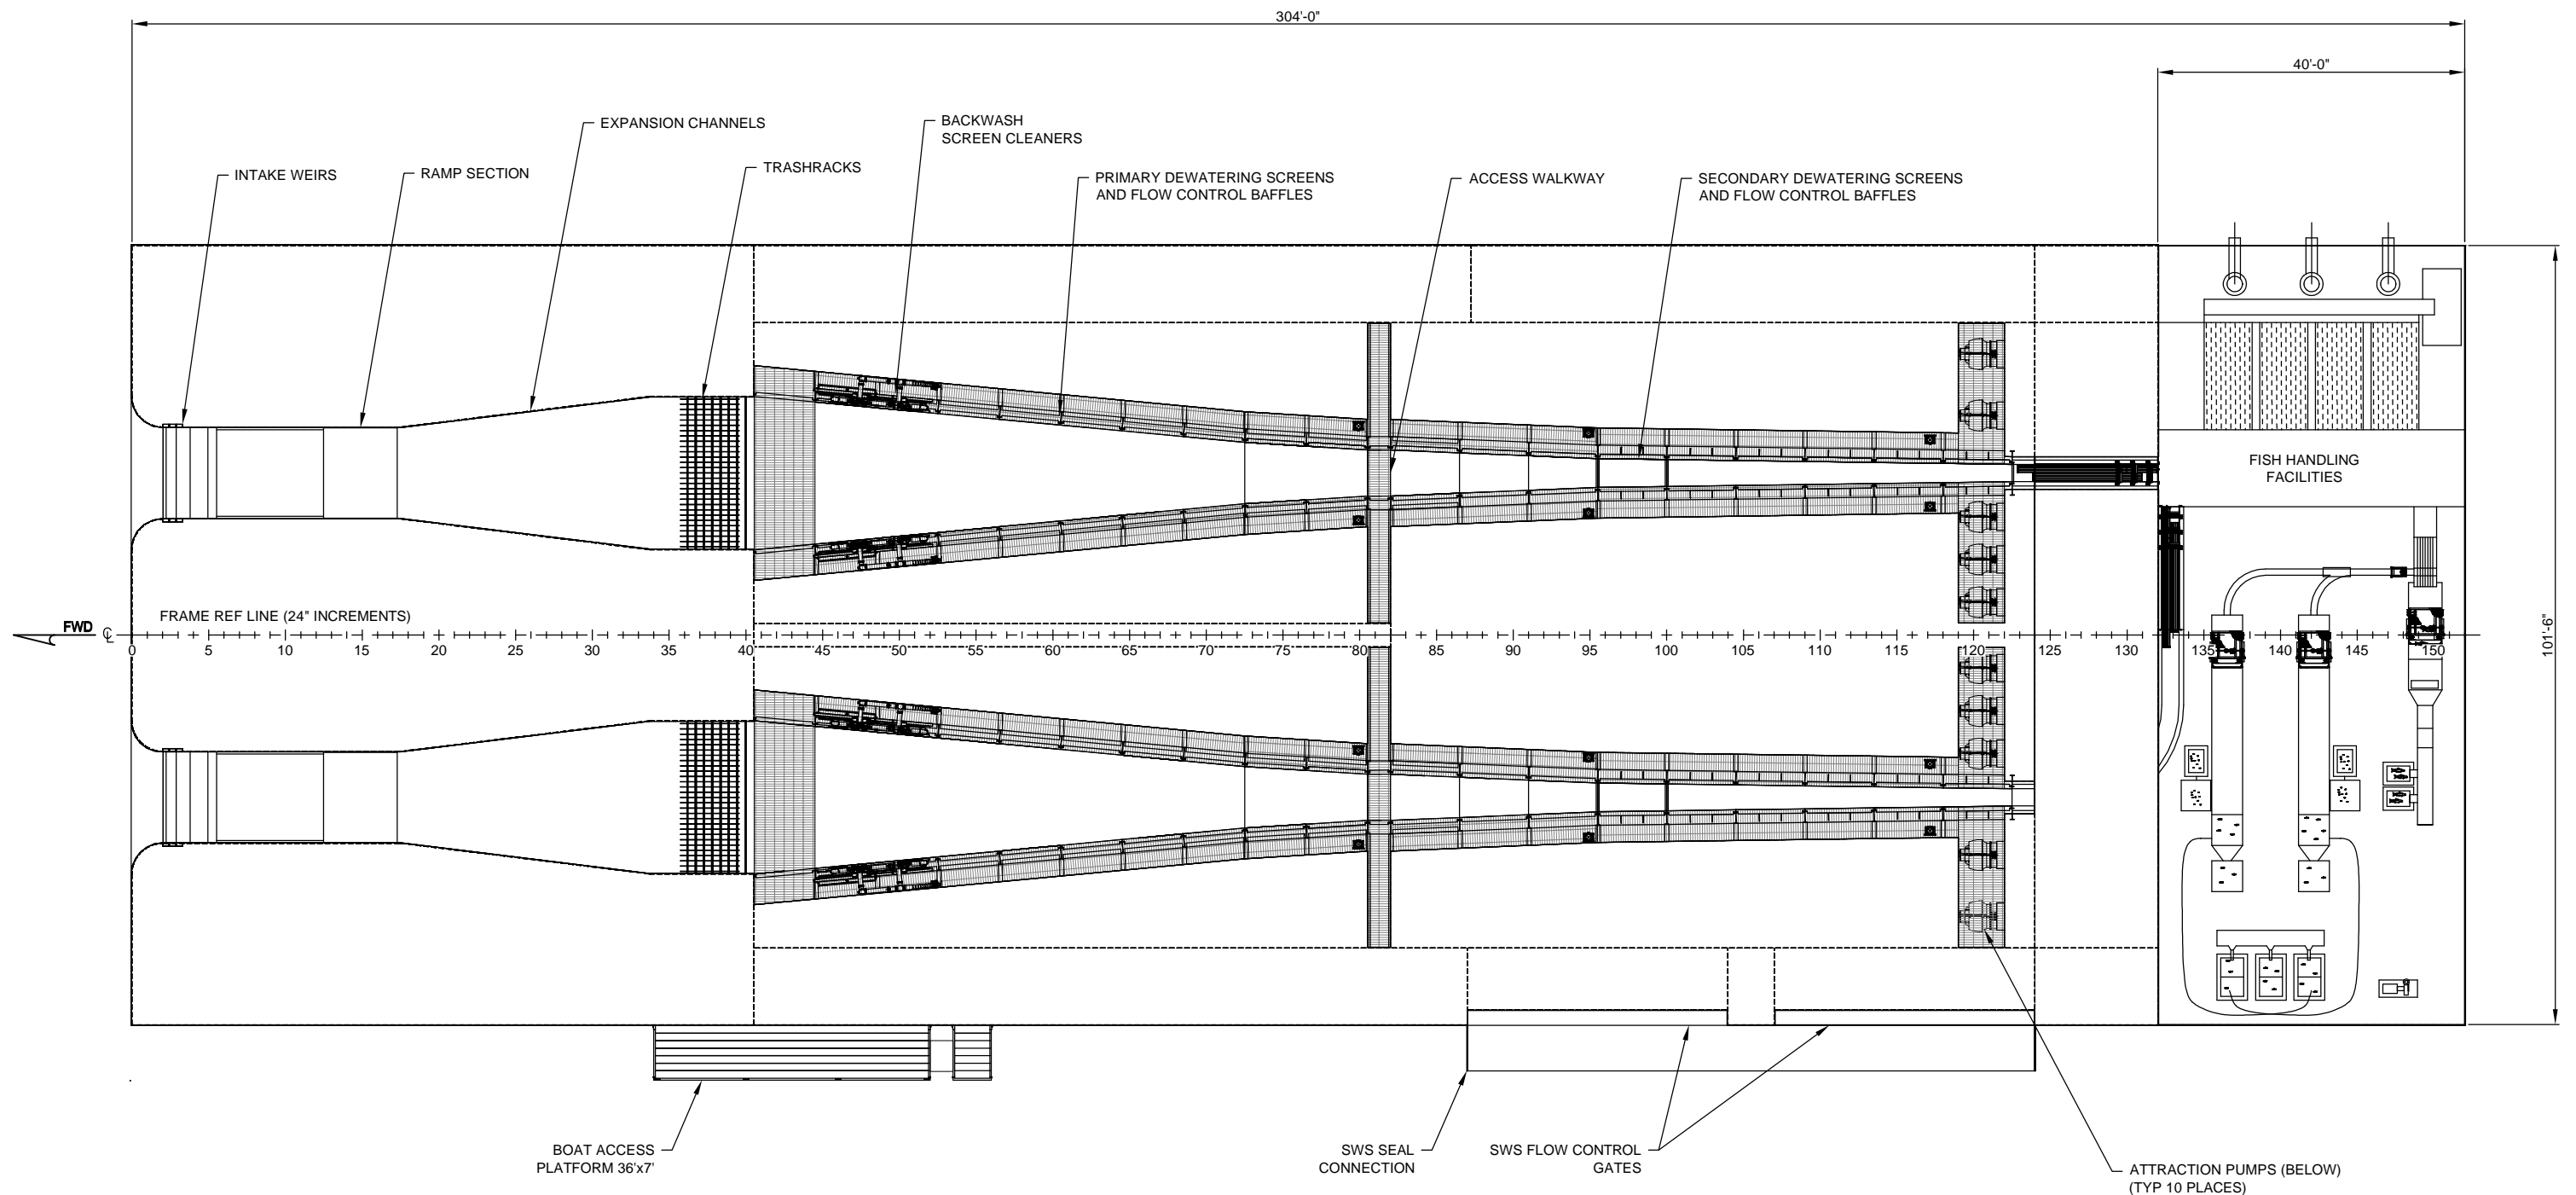 304'-0"
40'-0"
EXPANSION CHANNELS
BACKWASH
SCREEN CLEANERS
INTAKE WEIRS
RAMP SECTION
TRASHRACKS
PRIMARY DEWATERING SCREENS
AND FLOW CONTROL BAFFLES
ACCESS WALKWAY
SECONDARY DEWATERING SCREENS
AND FLOW CONTROL BAFFLES
FISH HANDLING
FACILITIES
FRAME REF LINE (24" INCREMENTS)
FWD
0 5 10 15 20 25 30 35 40 45 50 55 60 65 70 75 80 85 90 95 100 105 110 115 120 125 130 135 140 145 150
101'-6"
BOAT ACCESS
PLATFORM 36'x7'
SWS SEAL
CONNECTION
SWS FLOW CONTROL
GATES
ATTRACTION PUMPS (BELOW)
(TYP 10 PLACES)